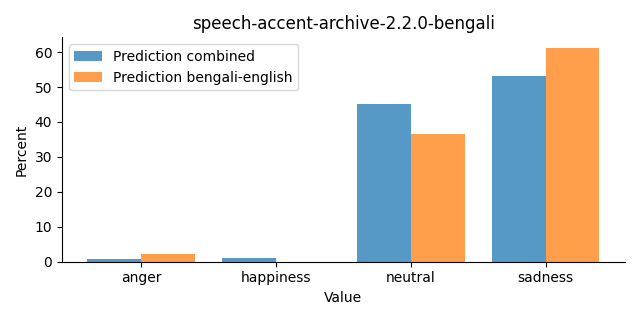 speech-accent-archive-2.2.0-bengali
Prediction combined
Prediction bengali-english
Percent
60
50
40
30
20
10
0
anger happiness neutral sadness
Value